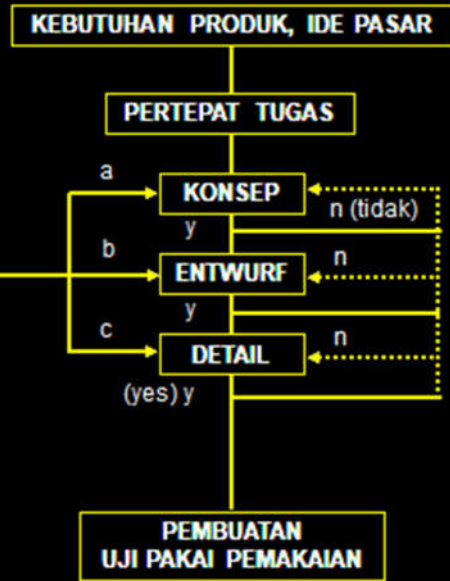 KEBUTUHAN PRODUK, IDE PASAR
PERTEPAT TUGAS
a
KONSEP
y
n (tidak)
b
ENTWURF
n
y
c
DETAIL
n
(yes) y
PEMBUATAN
UJI PAKAI PEMAKAIAN